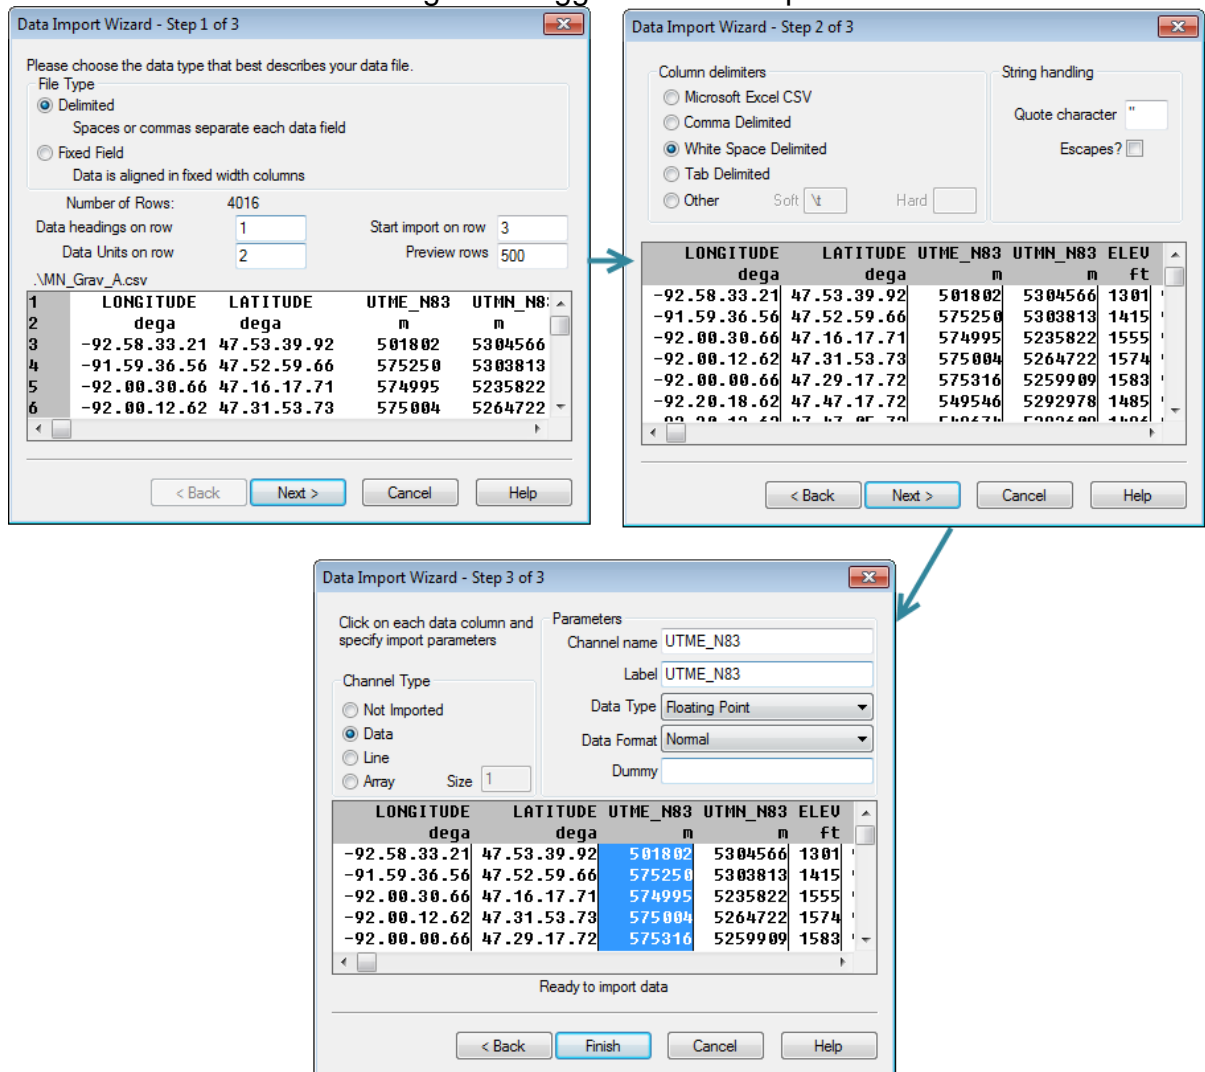 Data Import Wizard - Step 1 of 3
Please choose the data type that best describes your data file.
File Type
Delimited
Spaces or commas separate each data field
Fixed Field
Data is aligned in fixed width columns
Number of Rows: 4016
Data headings on row 1 Start import on row 3
Data Units on row 2 Preview rows 500
.\MN_Grav_A.csv
1 LONGITUDE LATITUDE UTME_N83 UTMN_N8
2 dega dega m m
3 -92.58.33.21 47.53.39.92 501802 5304566
4 -91.59.36.56 47.52.59.66 575250 5303813
5 -92.00.30.66 47.16.17.71 574995 5235822
6 -92.00.12.62 47.31.53.73 575004 5264722
< Back Next > Cancel Help
Data Import Wizard - Step 2 of 3
Column delimiters String handling
Microsoft Excel CSV
Quote character "
Comma Delimited
White Space Delimited Escapes?
Tab Delimited
Other Soft \t Hard
LONGITUDE LATITUDE UTME_N83 UTMN_N83 ELEV
dega dega m m ft
-92.58.33.21 47.53.39.92 501802 5304566 1301
-91.59.36.56 47.52.59.66 575250 5303813 1415
-92.00.30.66 47.16.17.71 574995 5235822 1555
-92.00.12.62 47.31.53.73 575004 5264722 1574
-92.00.00.66 47.29.17.72 575316 5259909 1583
-92.20.18.62 47.47.17.72 549546 5292978 1485
< Back Next > Cancel Help
Data Import Wizard - Step 3 of 3
Click on each data column and
specify import parameters
Parameters
Channel name UTME_N83
Label UTME_N83
Channel Type
Not Imported
Data
Line
Array Size 1
Data Type Floating Point
Data Format Normal
Dummy
LONGITUDE LATITUDE UTME_N83 UTMN_N83 ELEV
dega dega m m ft
-92.58.33.21 47.53.39.92 501802 5304566 1301
-91.59.36.56 47.52.59.66 575250 5303813 1415
-92.00.30.66 47.16.17.71 574995 5235822 1555
-92.00.12.62 47.31.53.73 575004 5264722 1574
-92.00.00.66 47.29.17.72 575316 5259909 1583
Ready to import data
< Back Finish Cancel Help